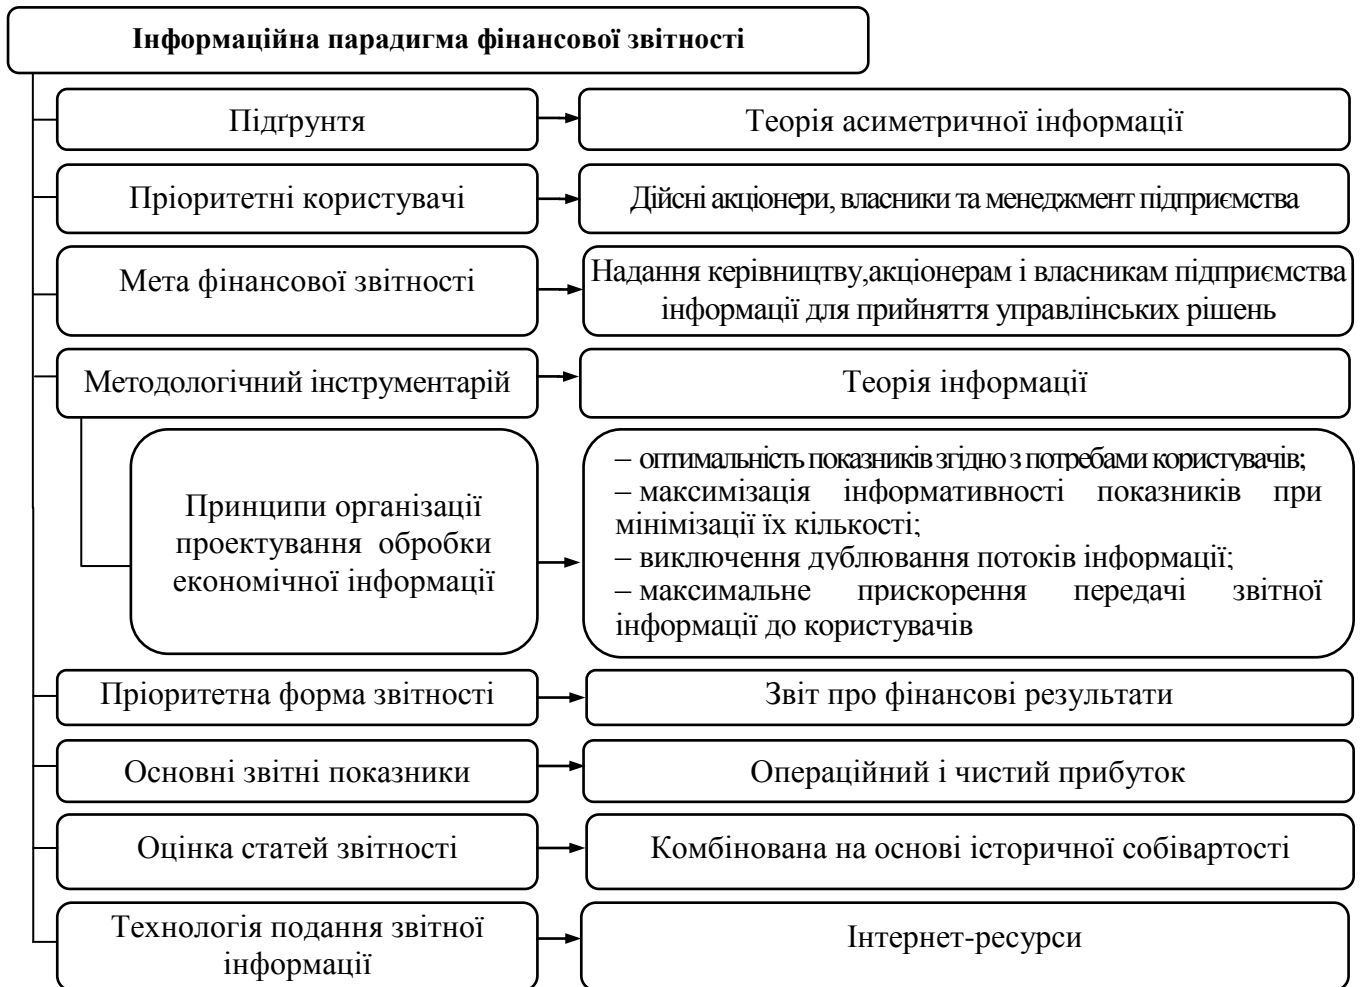 Інформаційна парадигма фінансової звітності
Підґрунтя
Теорія асиметричної інформації
Пріоритетні користувачі
Дійсні акціонери, власники та менеджмент підприємства
Мета фінансової звітності
Надання керівництву,акціонерам і власникам підприємства
інформації для прийняття управлінських рішень
Методологічний інструментарій
Теорія інформації
Принципи організації
проектування обробки
економічної інформації
– оптимальність показників згідно з потребами користувачів;
– максимізація інформативності показників при
мінімізації їх кількості;
– виключення дублювання потоків інформації;
– максимальне прискорення передачі звітної
інформації до користувачів
Пріоритетна форма звітності
Звіт про фінансові результати
Основні звітні показники
Операційний і чистий прибуток
Оцінка статей звітності
Комбінована на основі історичної собівартості
Технологія подання звітної
інформації
Інтернет-ресурси